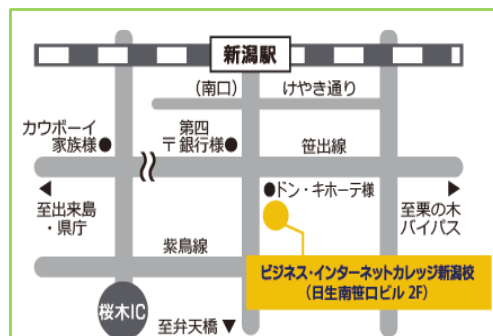 新潟駅
(南口)
けやき通り
カウボーイ
家族様●
第四
〒銀行様●
笹出線
◀
至出来島
・県庁
●ドン・キホーテ様
▶
至栗の木
バイパス
紫鳥線
ビジネス・インターネットカレッジ新潟校
(日生南笹口ビル 2F)
桜木IC
至弁天橋▼